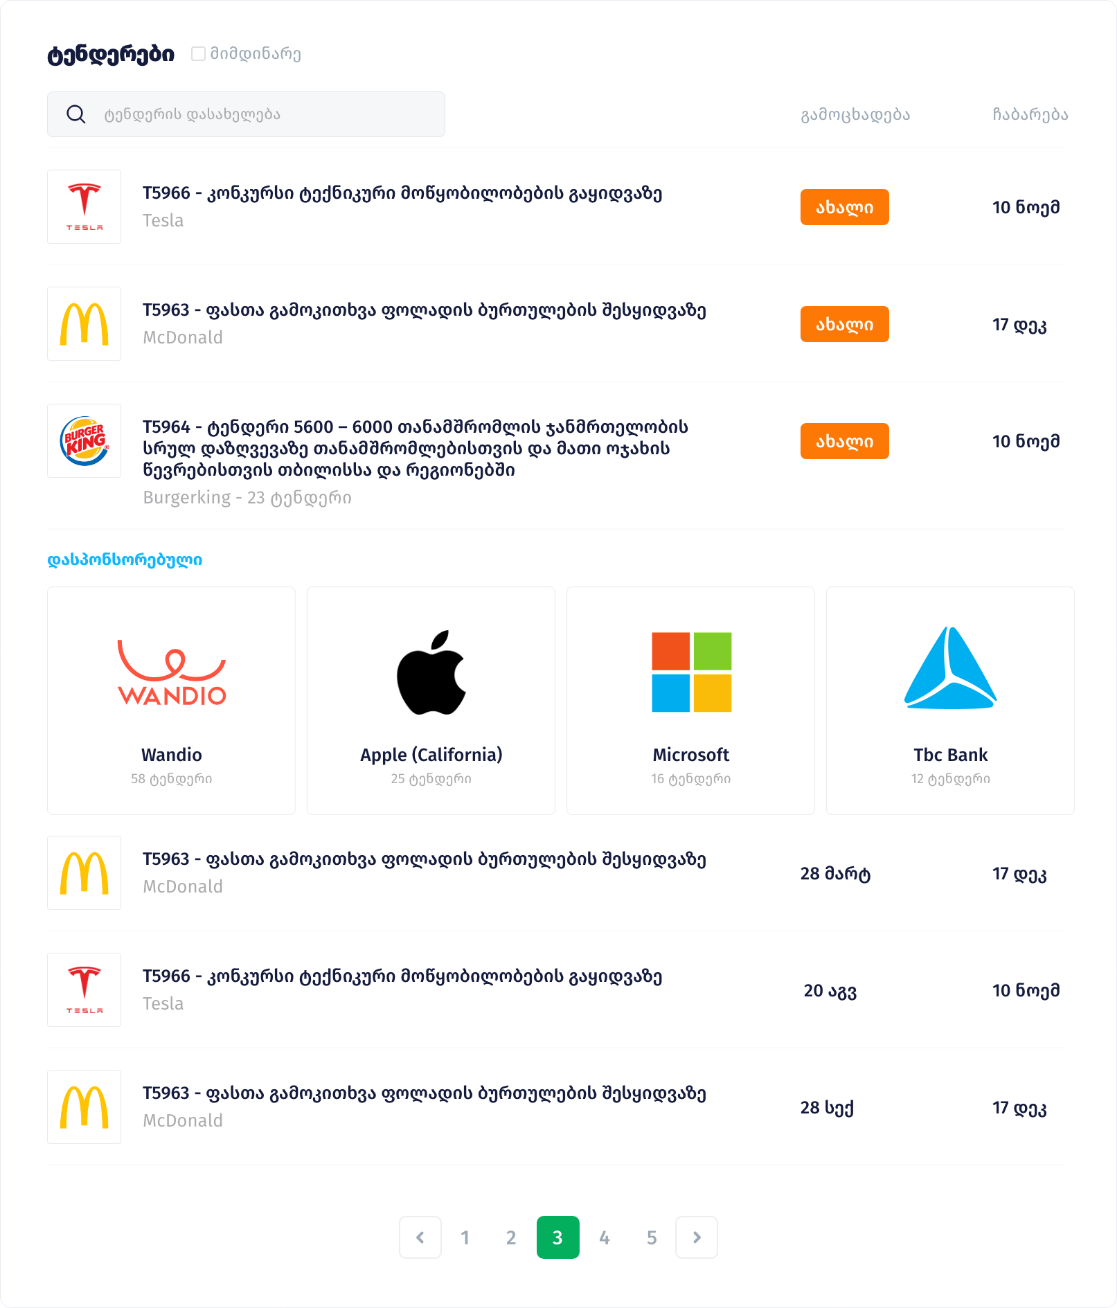 ტენდერები
მიმდინარე
ტენდერის დასახელება
გამოცხადება
ჩაბარება
TESLA
T5966 - კონკურსი ტექნიკური მოწყობილობების გაყიდვაზე
Tesla
ახალი
10 ნოემ
T5963 - ფასთა გამოკითხვა ფოლადის ბურთულების შესყიდვაზე
McDonald
ახალი
17 დეკ
BURGER
KING
T5964 - ტენდერი 5600 – 6000 თანამშრომლის ჯანმრთელობის
სრულ დაზღვევაზე თანამშრომლებისთვის და მათი ოჯახის
წევრებისთვის თბილისსა და რეგიონებში
Burgerking - 23 ტენდერი
ახალი
10 ნოემ
დასპონსორებული
WANDIO
Wandio
58 ტენდერი
Apple (California)
25 ტენდერი
Microsoft
16 ტენდერი
Tbc Bank
12 ტენდერი
T5963 - ფასთა გამოკითხვა ფოლადის ბურთულების შესყიდვაზე
McDonald
28 მარტ
17 დეკ
TESLA
T5966 - კონკურსი ტექნიკური მოწყობილობების გაყიდვაზე
Tesla
20 აგვ
10 ნოემ
T5963 - ფასთა გამოკითხვა ფოლადის ბურთულების შესყიდვაზე
McDonald
28 სექ
17 დეკ
1 2 3 4 5